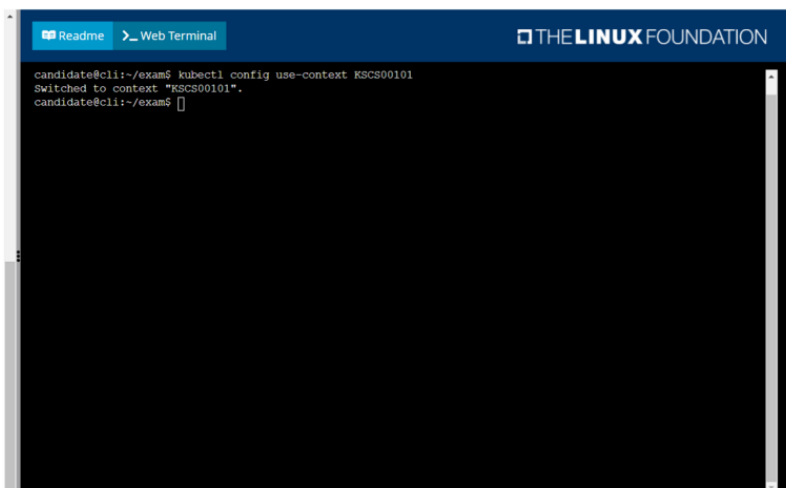 Readme >_ Web Terminal THE LINUX FOUNDATION
candidate@cli:~/exam$ kubectl config use-context KSCS00101
Switched to context "KSCS00101".
candidate@cli:~/exam$